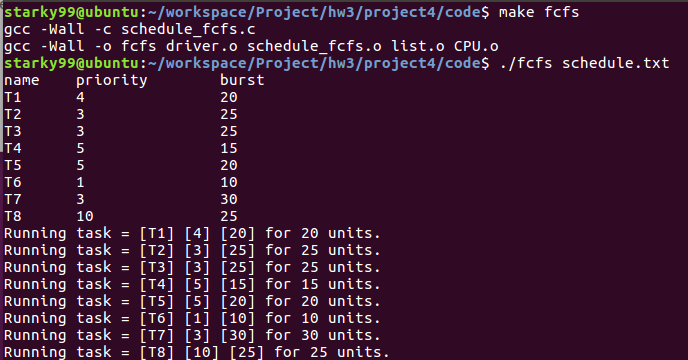 starky99@ubuntu:~/workspace/Project/hw3/project4/code$ make fcfs
gcc -Wall -c schedule_fcfs.c
gcc -Wall -o fcfs driver.o schedule_fcfs.o list.o CPU.o
starky99@ubuntu:~/workspace/Project/hw3/project4/code$ ./fcfs schedule.txt
name    priority        burst
T1      4               20
T2      3               25
T3      3               25
T4      5               15
T5      5               20
T6      1               10
T7      3               30
T8      10              25
Running task = [T1] [4] [20] for 20 units.
Running task = [T2] [3] [25] for 25 units.
Running task = [T3] [3] [25] for 25 units.
Running task = [T4] [5] [15] for 15 units.
Running task = [T5] [5] [20] for 20 units.
Running task = [T6] [1] [10] for 10 units.
Running task = [T7] [3] [30] for 30 units.
Running task = [T8] [10] [25] for 25 units.